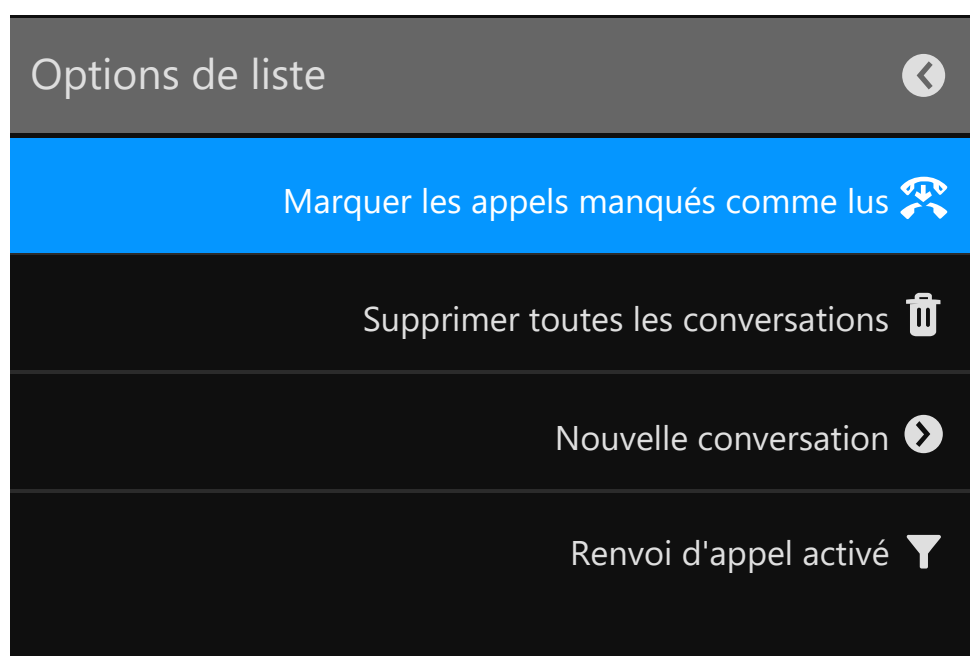 Options de liste
Marquer les appels manqués comme lus
Supprimer toutes les conversations
Nouvelle conversation
Renvoi d'appel activé